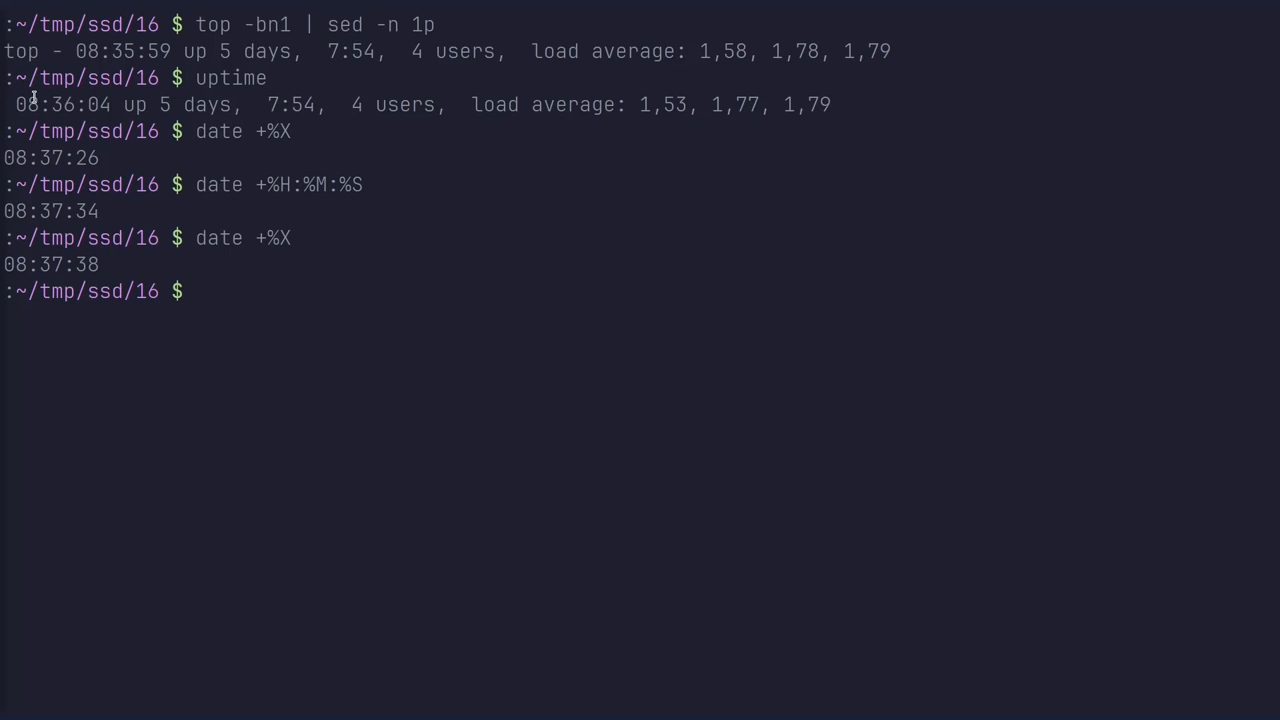 :~/tmp/ssd/16 $ top -bn1 | sed -n 1p
top - 08:35:59 up 5 days,  7:54,  4 users,  load average: 1,58, 1,78, 1,79
:~/tmp/ssd/16 $ uptime
 08:36:04 up 5 days,  7:54,  4 users,  load average: 1,53, 1,77, 1,79
:~/tmp/ssd/16 $ date +%X
08:37:26
:~/tmp/ssd/16 $ date +%H:%M:%S
08:37:34
:~/tmp/ssd/16 $ date +%X
08:37:38
:~/tmp/ssd/16 $